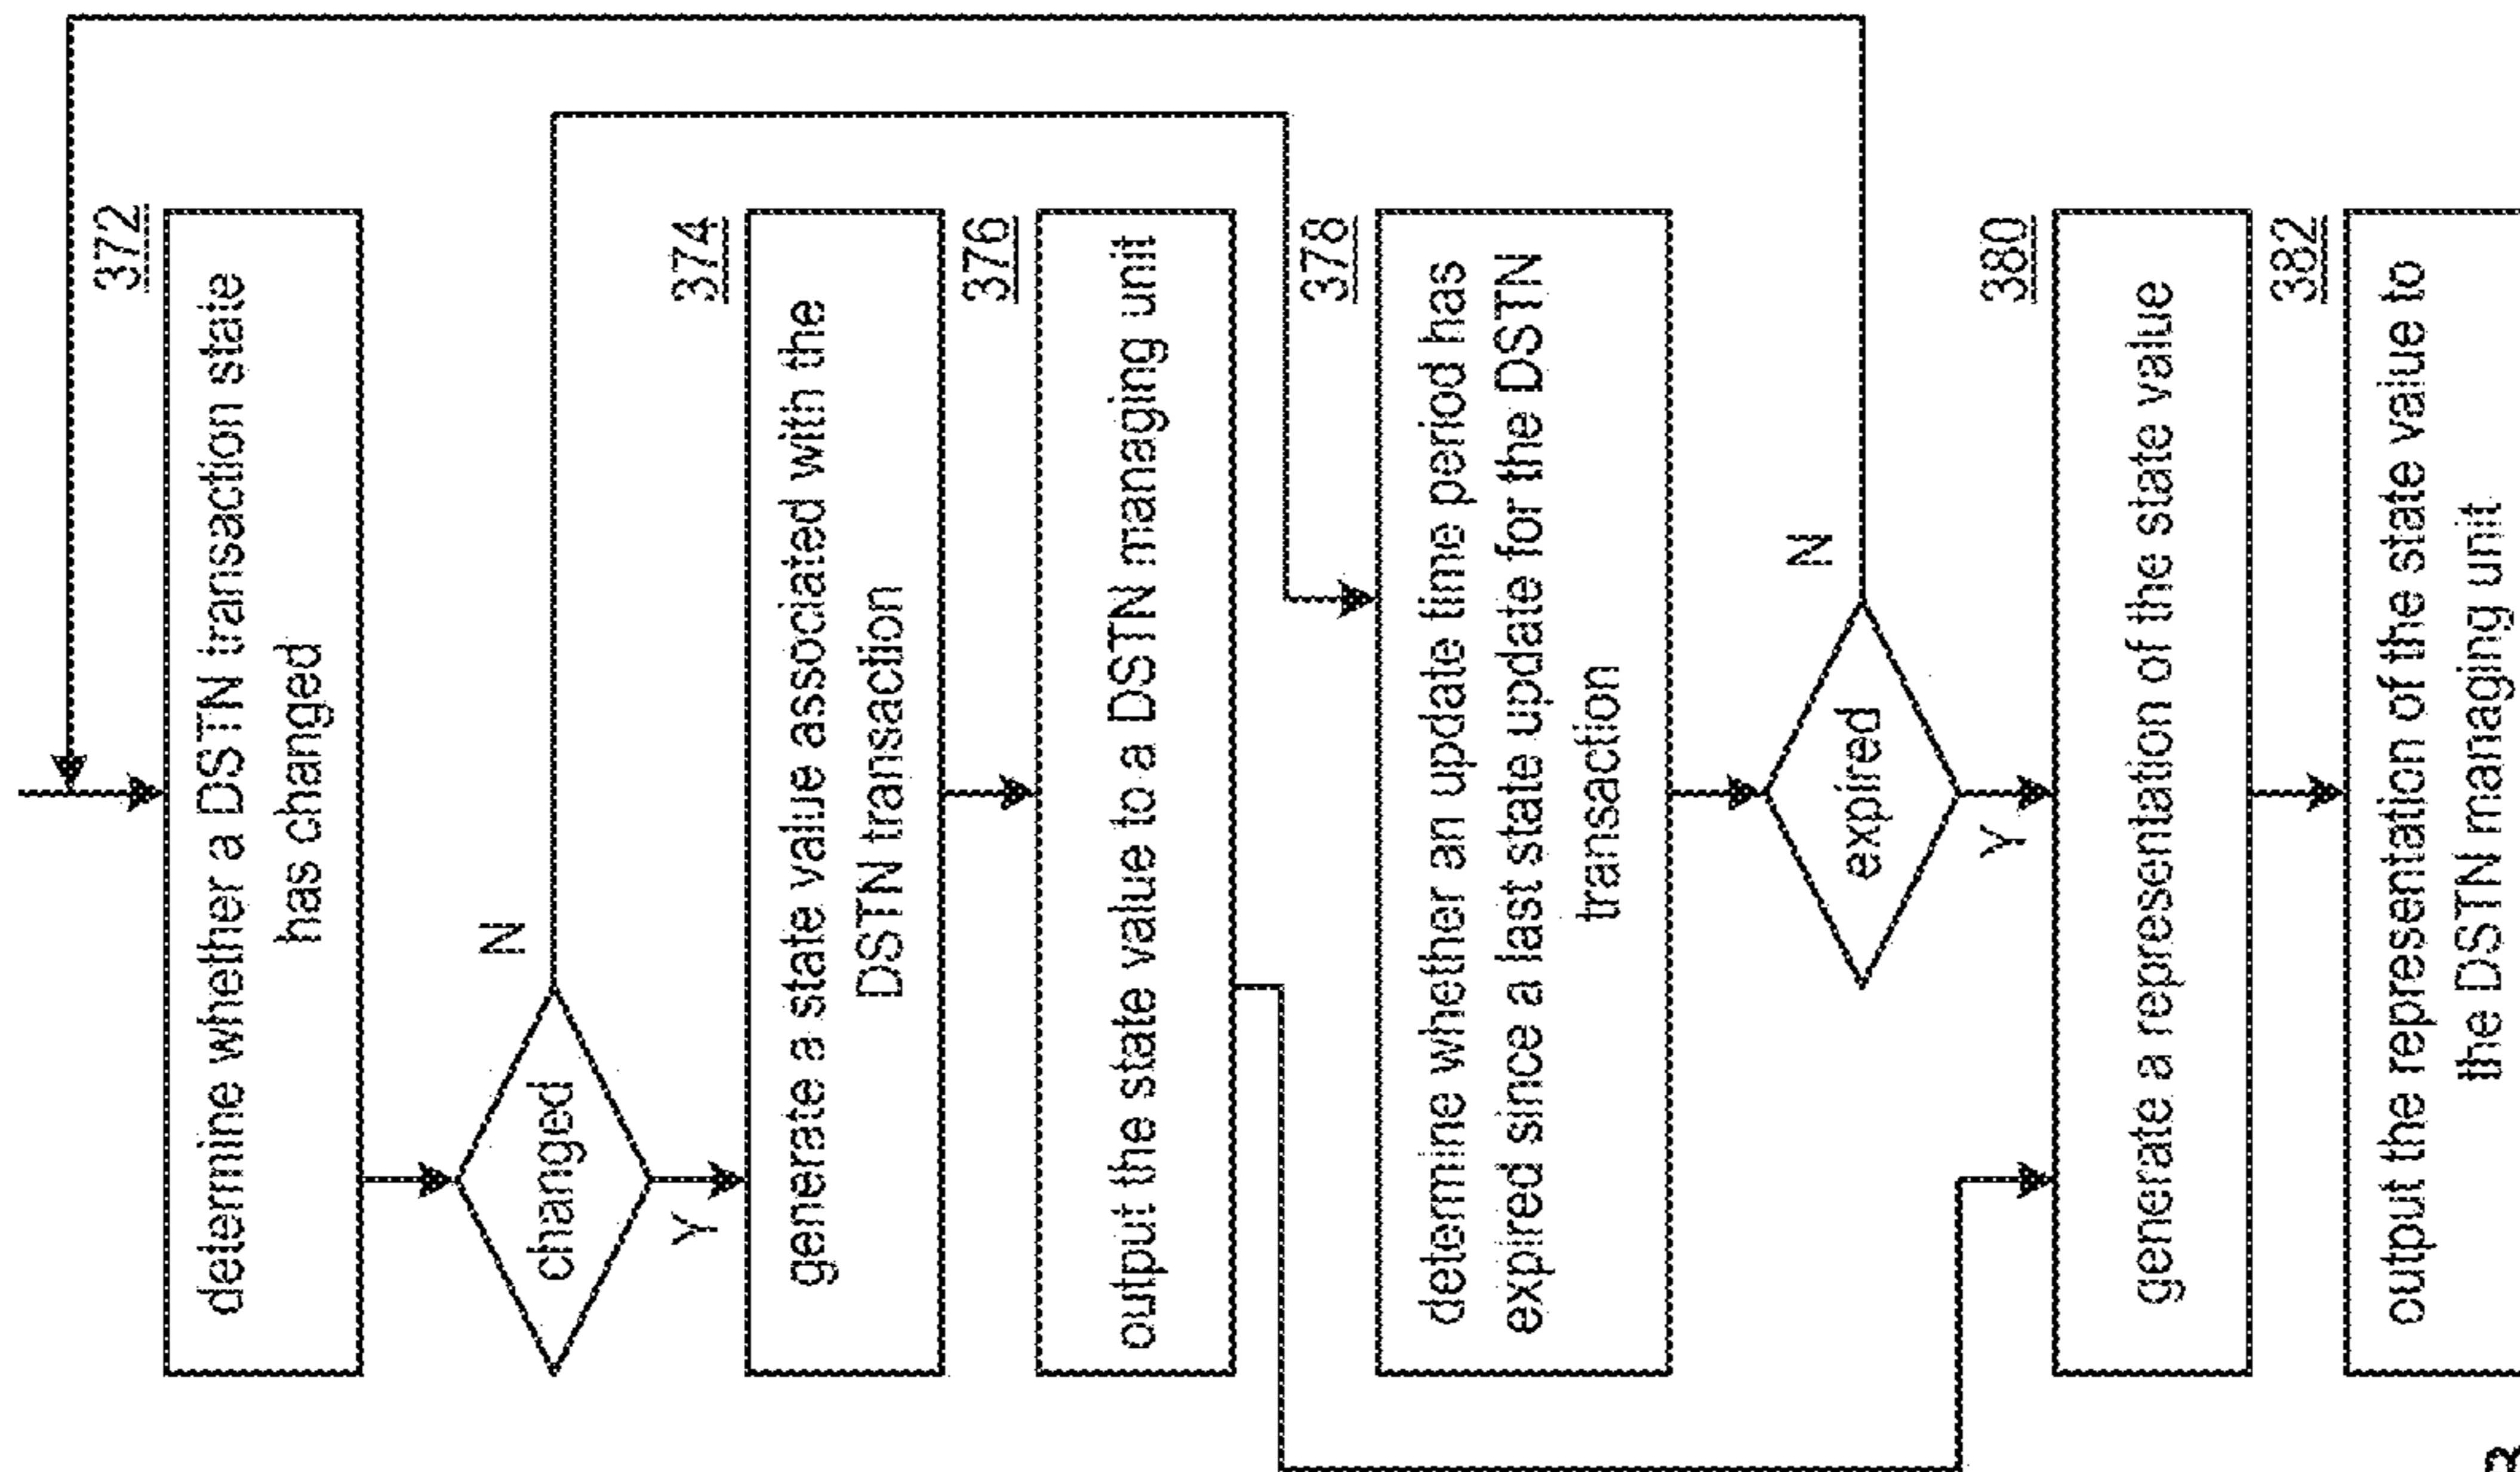 372
determine whether a DSTN transaction state
has changed
changed
N
Y
374
generate a state value associated with the
DSTN transaction
376
output the state value to a DSTN managing unit
378
determine whether an update time period has
expired since a last state update for the DSTN
transaction
expired
N
Y
380
generate a representation of the state value
382
output the representation of the state value to
the DSTN managing unit